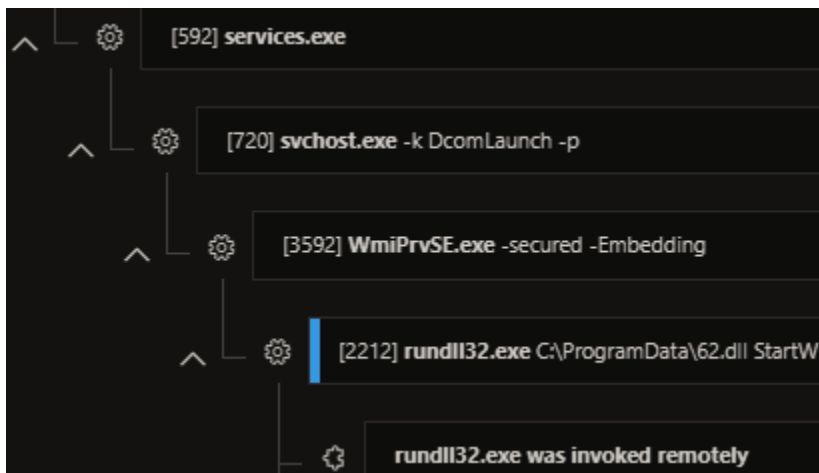 [592] services.exe
[720] svchost.exe -k DcomLaunch -p
[3592] WmiPrvSE.exe -secured -Embedding
[2212] rundll32.exe C:\ProgramData\62.dll StartW
rundll32.exe was invoked remotely